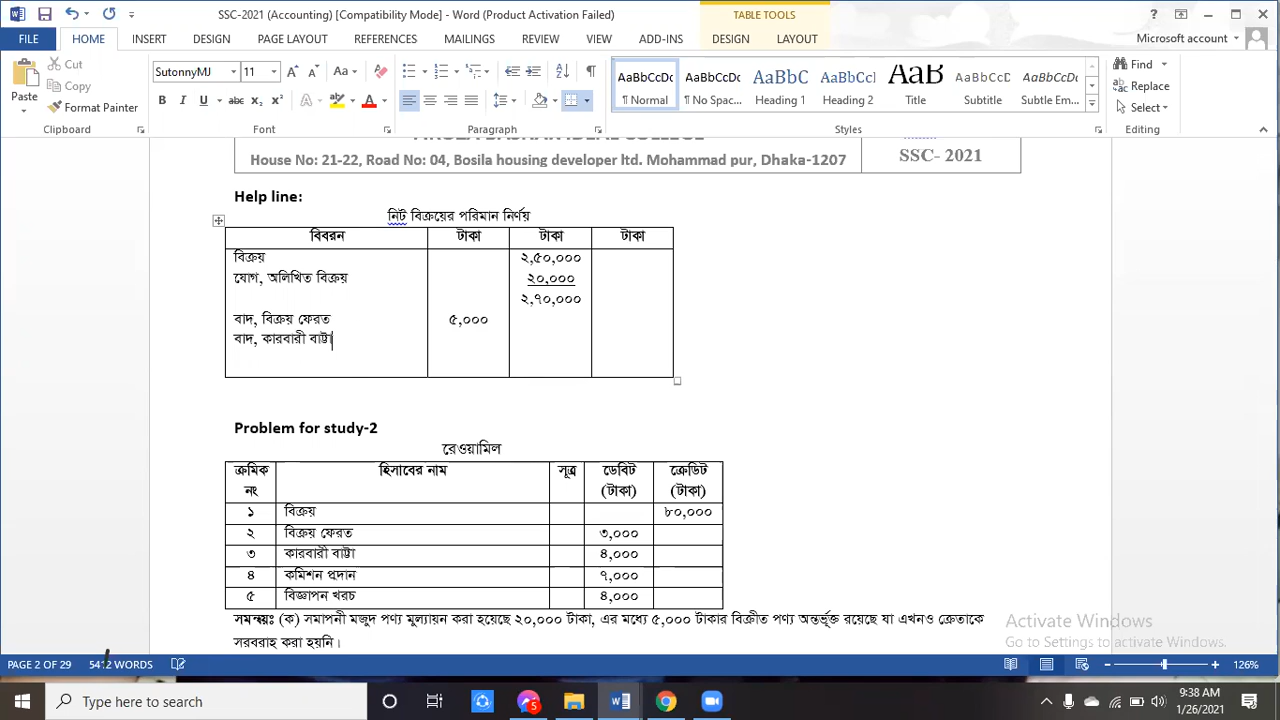 SSC-2021 (Accounting) [Compatibility Mode] - Word (Product Activation Failed)
TABLE TOOLS
FILE HOME INSERT DESIGN PAGE LAYOUT REFERENCES MAILINGS REVIEW VIEW ADD-INS DESIGN LAYOUT
Microsoft account
Cut
Copy
Format Painter
Paste
SutonnyMJ 11
AaBbCcDc AaBbCcDc AaBbC AaBbCcC AaB AaBbCcD AaBbCcDc
¶ Normal ¶ No Spac... Heading 1 Heading 2 Title Subtitle Subtle Em...
Find
Replace
Select
Clipboard Font Paragraph Styles Editing
House No: 21-22, Road No: 04, Bosila housing developer ltd. Mohammad pur, Dhaka-1207
SSC- 2021
Help line:
নিট বিক্রয়ের পরিমান নির্ণয়
বিবরন টাকা টাকা টাকা
বিক্রয় ২,৫০,০০০
যোগ, অলিখিত বিক্রয় ২০,০০০
২,৭০,০০০
বাদ, বিক্রয় ফেরত ৫,০০০
বাদ, কারবারী বাট্টা
Problem for study-2
রেওয়ামিল
ক্রমিক নং হিসাবের নাম সূত্র ডেবিট (টাকা) ক্রেডিট (টাকা)
১ বিক্রয় ৮০,০০০
২ বিক্রয় ফেরত ৩,০০০
৩ কারবারী বাট্টা ৪,০০০
৪ কমিশন প্রদান ৭,০০০
৫ বিজ্ঞাপন খরচ ৪,০০০
সমন্বয়ঃ (ক) সমাপনী মজুদ পণ্য মূল্যায়ন করা হয়েছে ২০,০০০ টাকা, এর মধ্যে ৫,০০০ টাকার বিক্রীত পণ্য অন্তর্ভূক্ত রয়েছে যা এখনও ক্রেতাকে
সরবরাহ করা হয়নি।
Activate Windows
Go to Settings to activate Windows.
PAGE 2 OF 29 5412 WORDS
126%
Type here to search
9:38 AM
1/26/2021